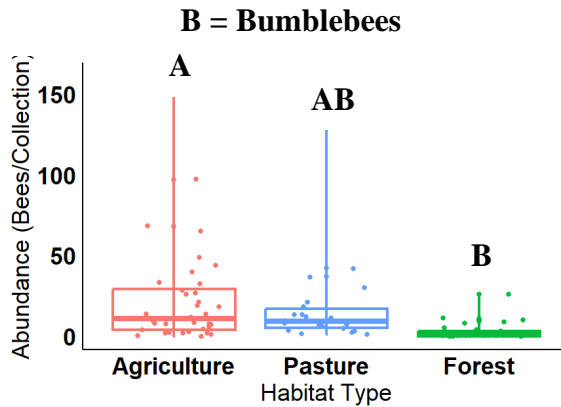 B = Bumblebees
A
AB
B
Abundance (Bees/Collection)
150
100
50
0
Agriculture Pasture Forest
Habitat Type